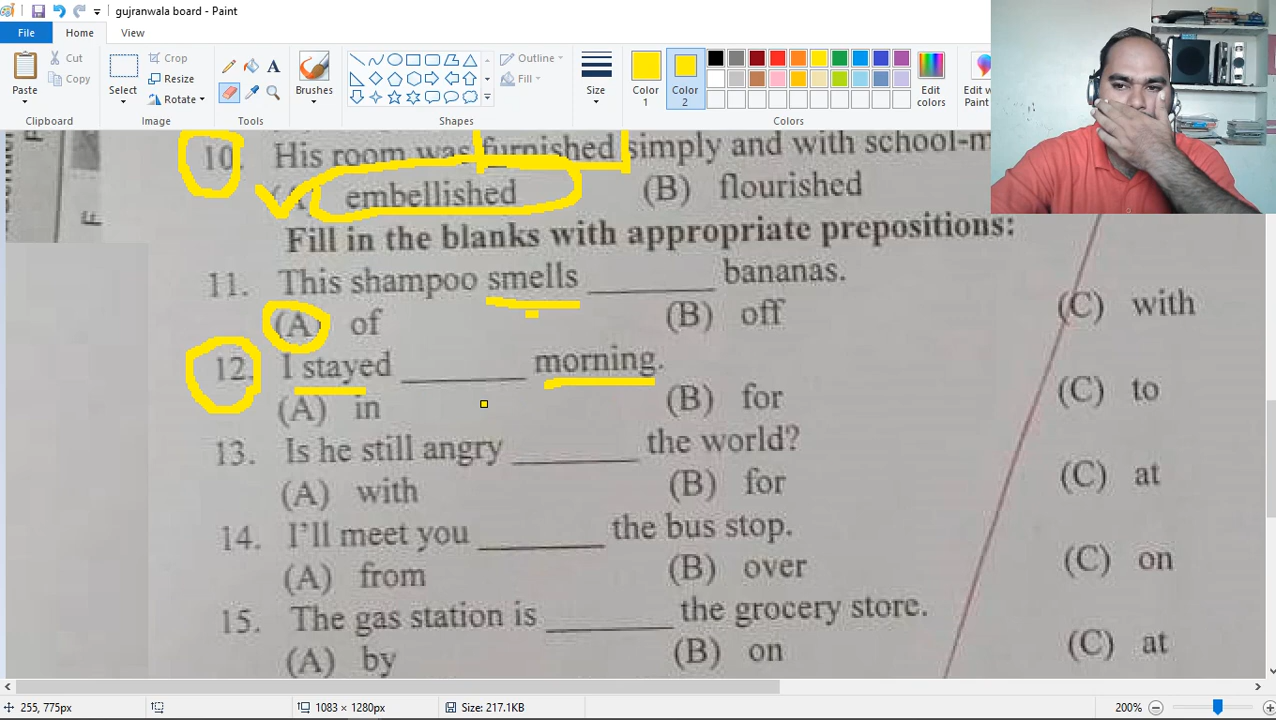 gujranwala board - Paint
File Home View
Cut Crop Outline
Copy Resize Fill
Paste Select Rotate Brushes Size Color Color Edit Edit
1 2 colors Paint
Clipboard Image Tools Shapes Colors
10. His room was furnished simply and with school-m
embellished (B) flourished
Fill in the blanks with appropriate prepositions:
11. This shampoo smells ________ bananas.
(A) of (B) off (C) with
12. I stayed ________ morning.
(A) in (B) for (C) to
13. Is he still angry ________ the world?
(A) with (B) for (C) at
14. I'll meet you ________ the bus stop.
(A) from (B) over (C) on
15. The gas station is ________ the grocery store.
(A) by (B) on (C) at
255, 775px 1083 × 1280px Size: 217.1KB 200%